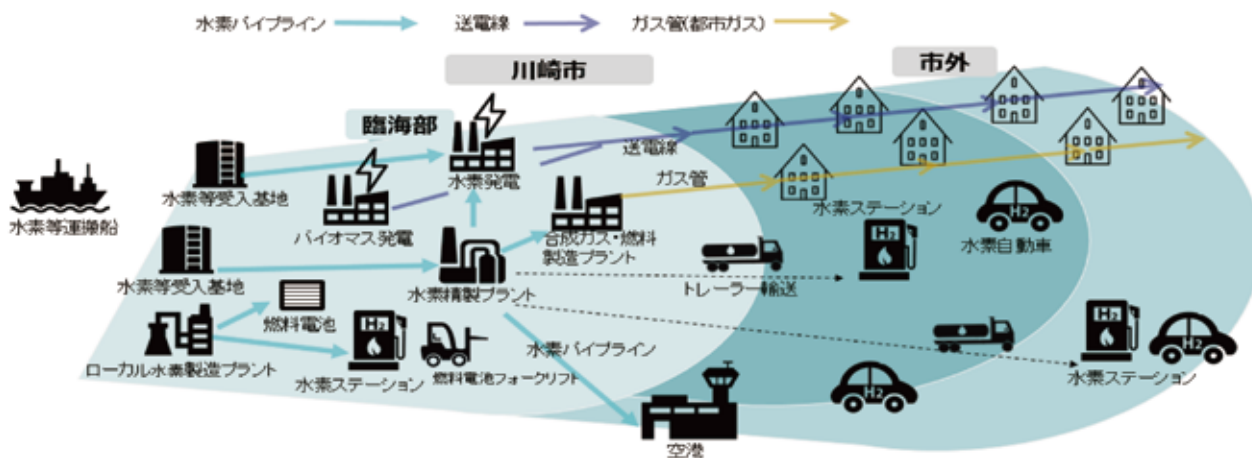 水素パイプライン
送電線
ガス管(都市ガス)
川崎市
市外
臨海部
水素等運搬船
水素等受入基地
バイオマス発電
水素発電
送電線
ガス管
合成ガス・燃料
製造プラント
水素等受入基地
水素精製プラント
トレーラー輸送
水素ステーション
H2
水素自動車
H2
燃料電池
ローカル水素製造プラント
水素ステーション
H2
燃料電池フォークリフト
水素パイプライン
空港
H2
水素ステーション
H2
H2